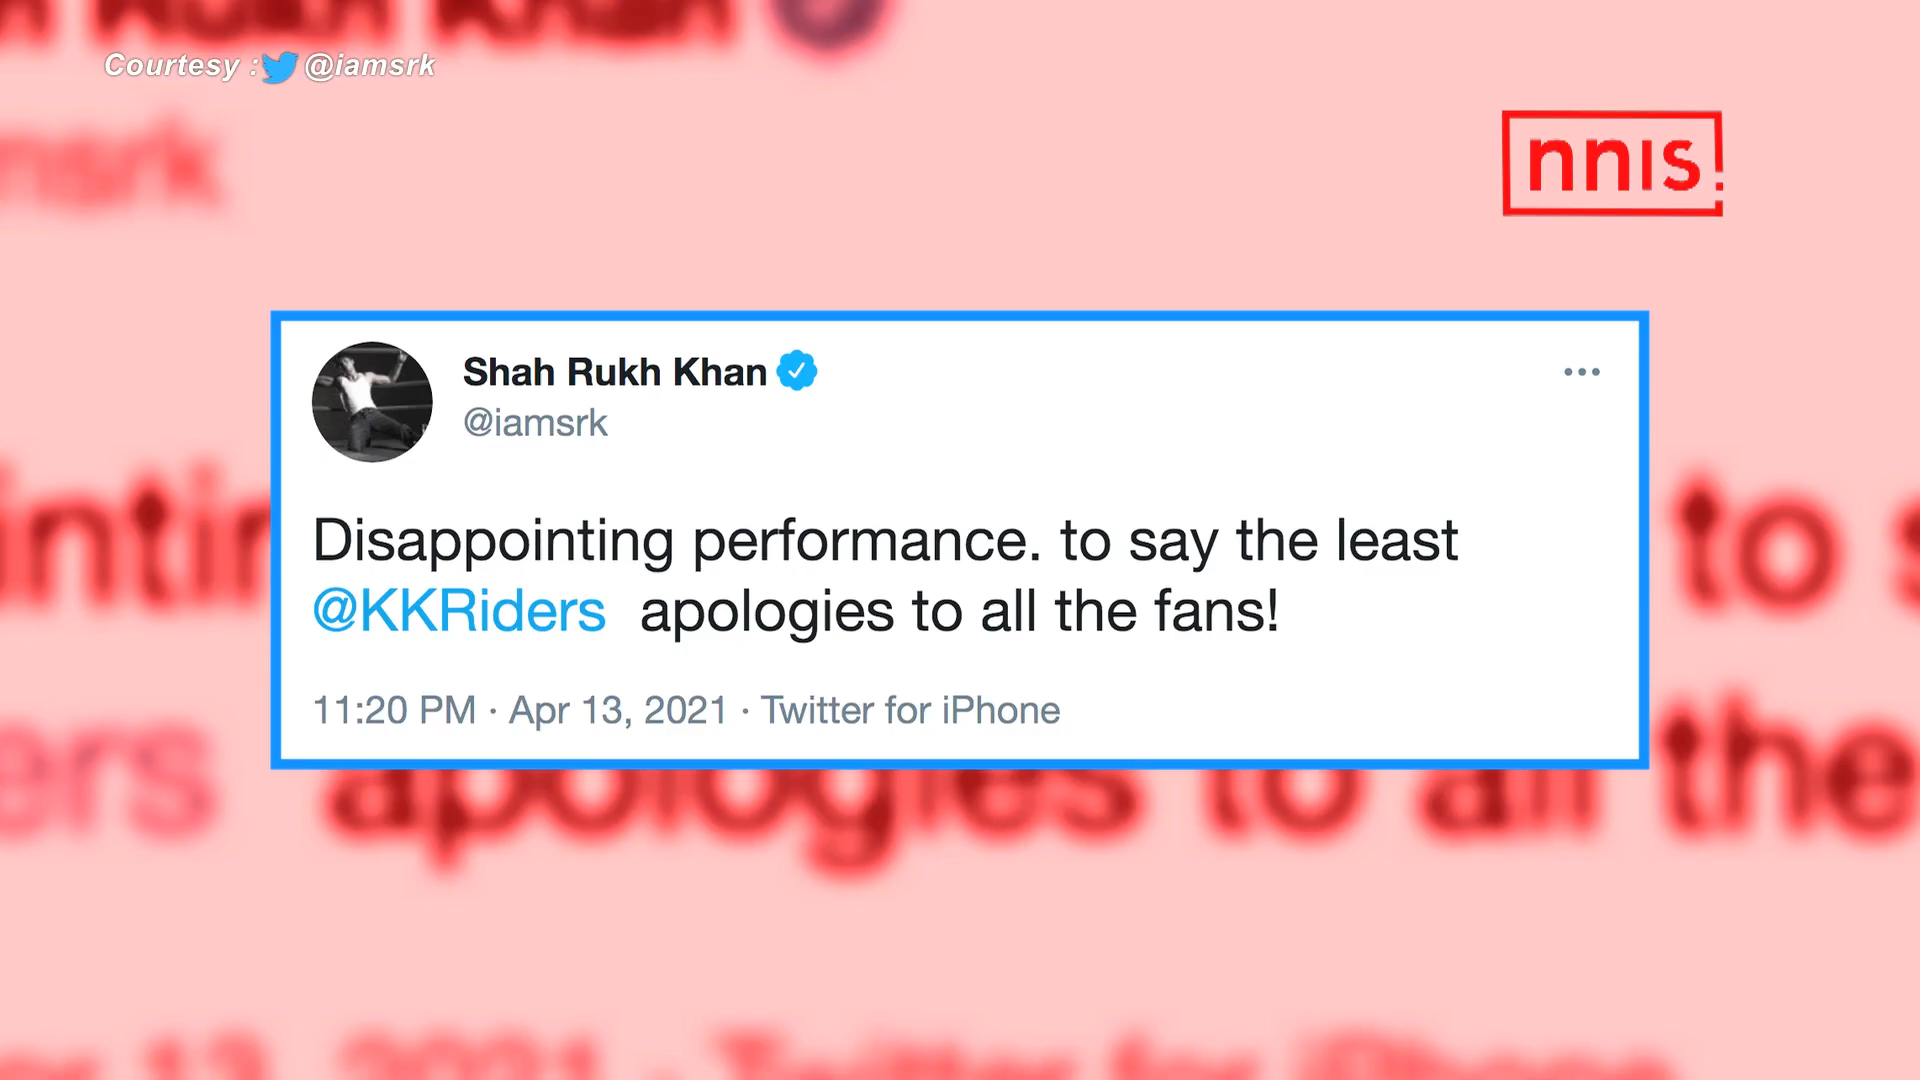 Courtesy : @iamsrk
nnis
Shah Rukh Khan
@iamsrk
Disappointing performance. to say the least
@KKRiders apologies to all the fans!
11:20 PM · Apr 13, 2021 · Twitter for iPhone